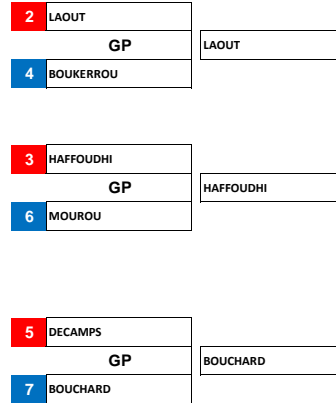 2 LAOUT
GP LAOUT
4 BOUKERROU
3 HAFFOUDHI
GP HAFFOUDHI
6 MOUROU
5 DECAMPS
GP BOUCHARD
7 BOUCHARD